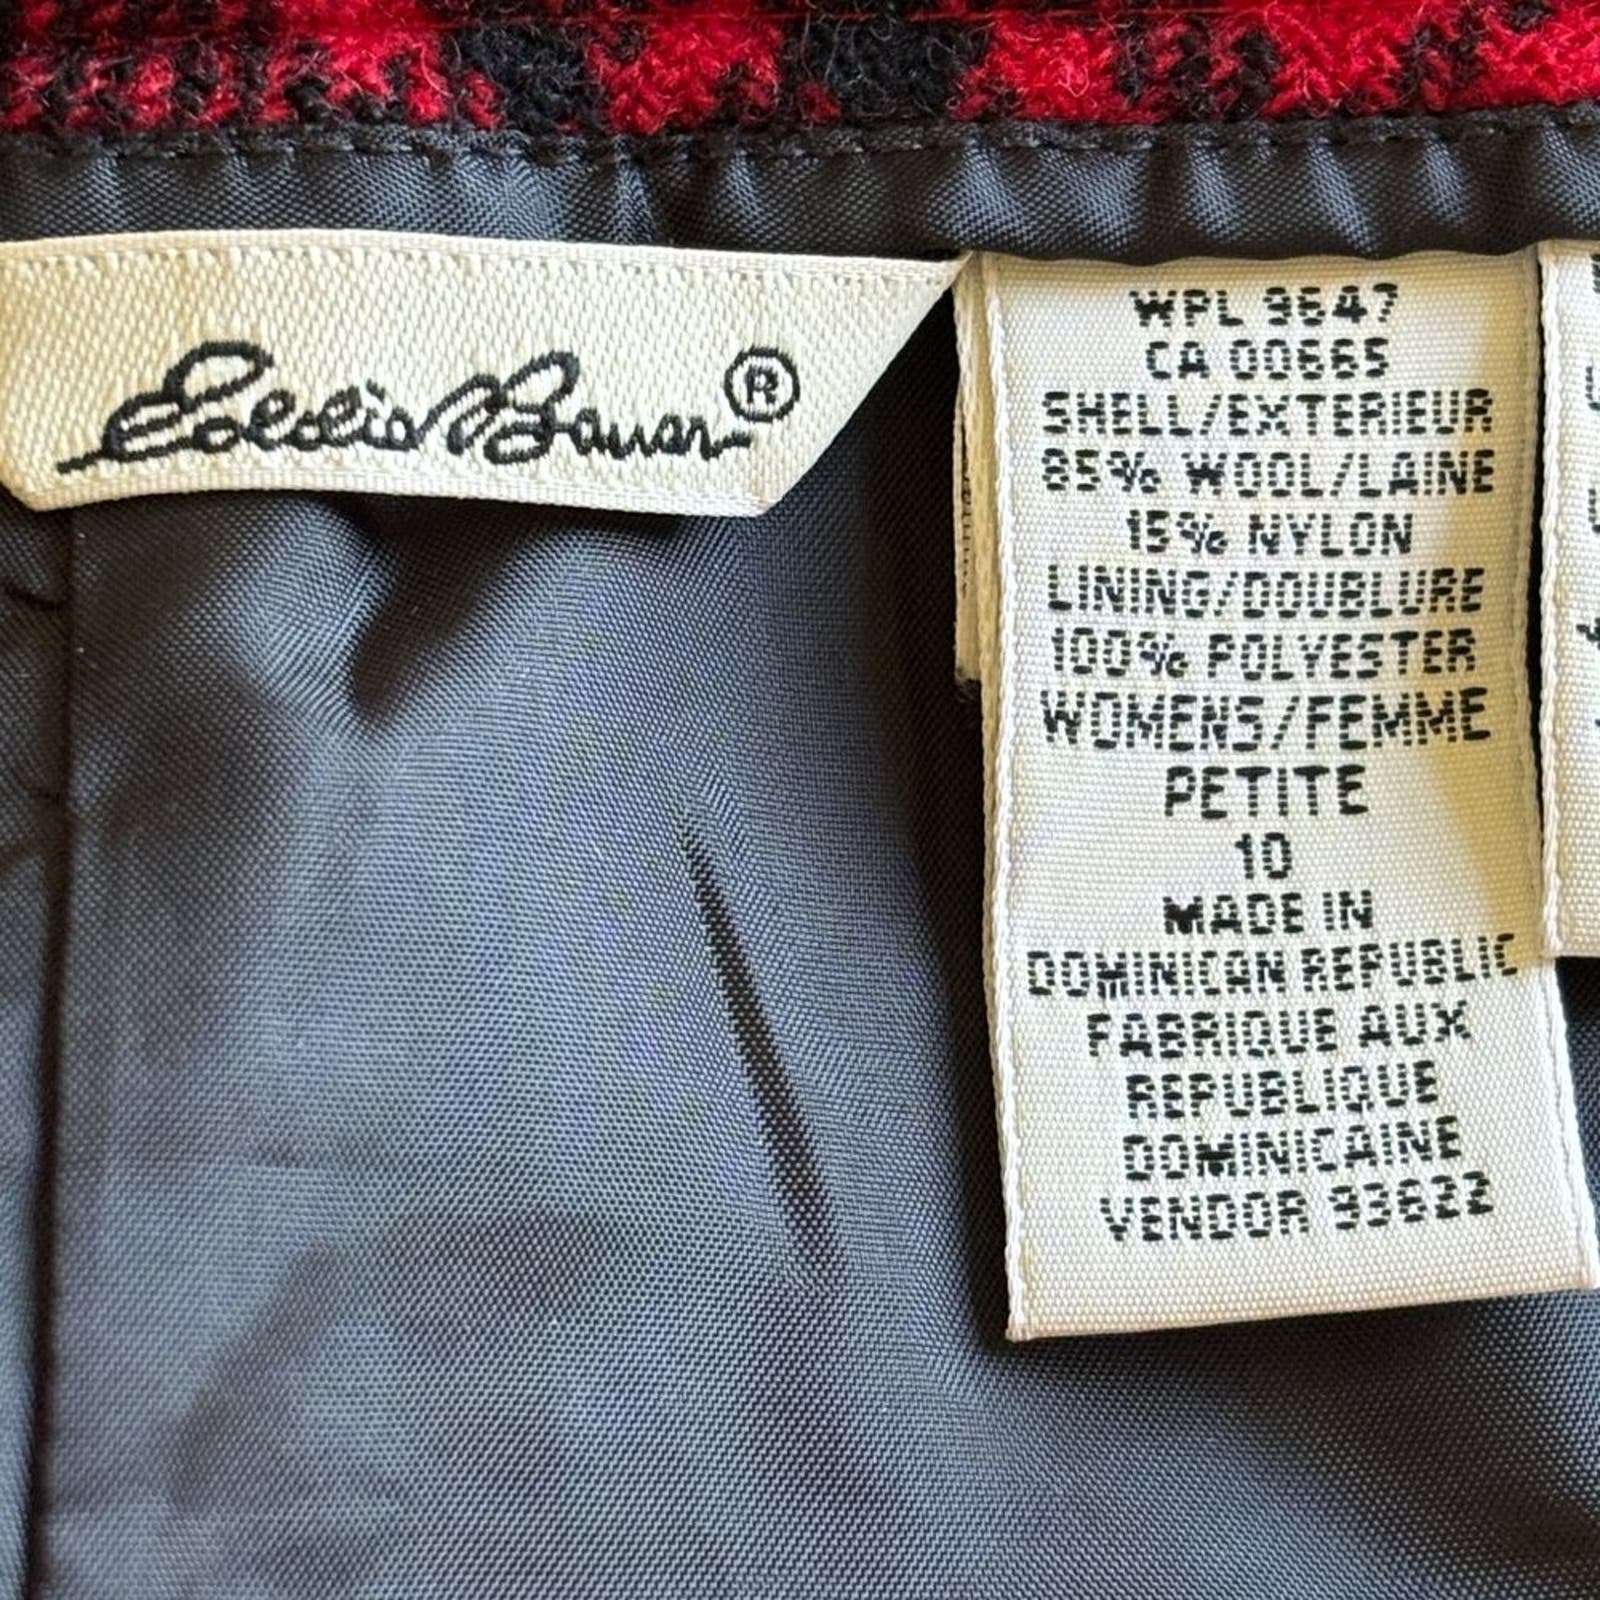 Eddie Bauer®
WPL 9647
CA 00665
SHELL/EXTERIEUR
85% WOOL/LAINE
15% NYLON
LINING/DOUBLURE
100% POLYESTER
WOMENS/FEMME
PETITE
10
MADE IN
DOMINICAN REPUBLIC
FABRIQUE AUX
REPUBLIQUE
DOMINICAINE
VENDOR 93622